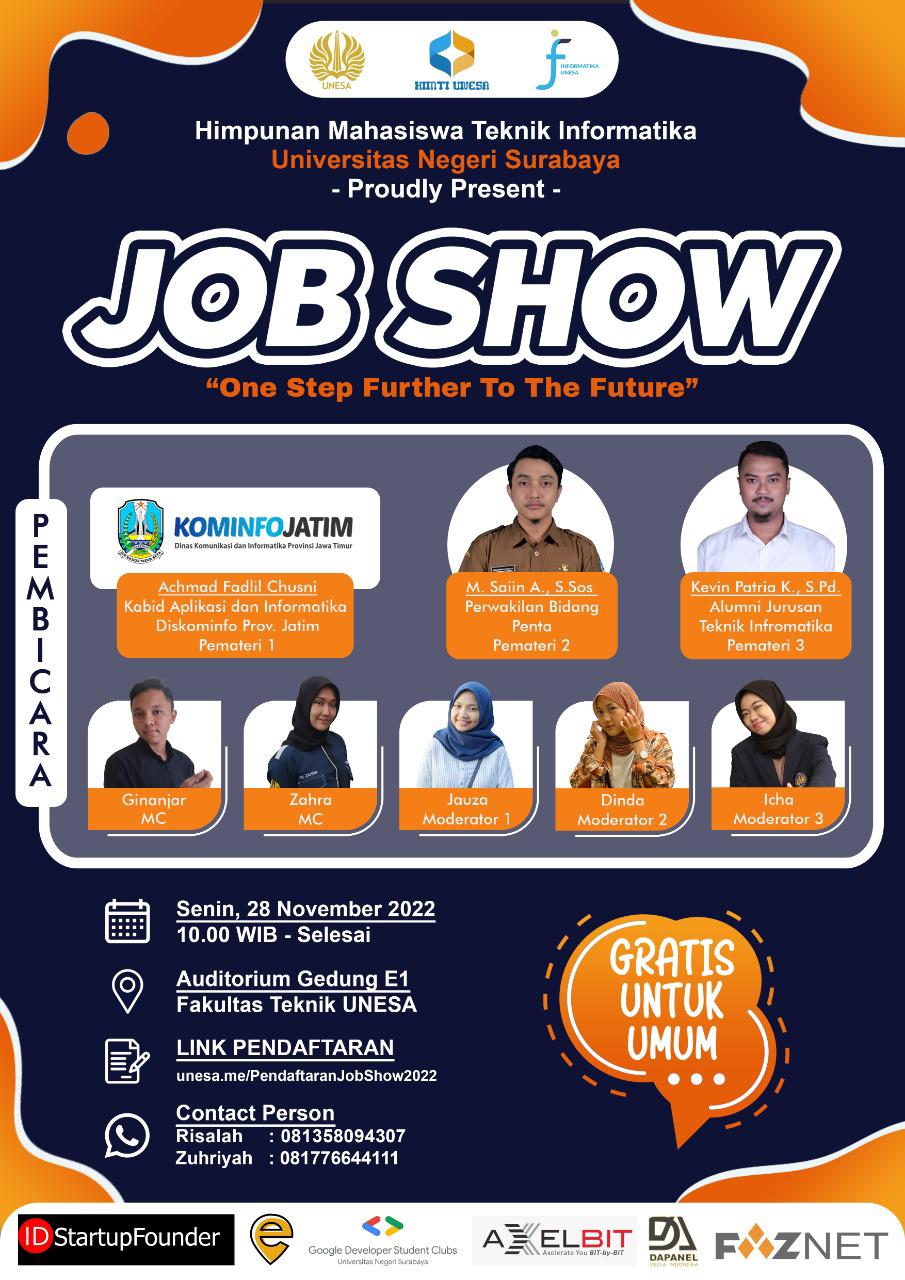 UNESA
HIMTI UNESA
INFORMATIKA
UNESA
Himpunan Mahasiswa Teknik Informatika
Universitas Negeri Surabaya
- Proudly Present -
JOB SHOW
“One Step Further To The Future”
PEMBICARA
KOMINFO JATIM
Dinas Komunikasi dan Informatika Provinsi Jawa Timur
Achmad Fadlil Chusni
Kabid Aplikasi dan Informatika
Diskominfo Prov. Jatim
Pemateri 1
M. Saiin A., S.Sos
Perwakilan Bidang
Penta
Pemateri 2
Kevin Patria K., S.Pd.
Alumni Jurusan
Teknik Infromatika
Pemateri 3
Ginanjar
MC
Zahra
MC
Jauza
Moderator 1
Dinda
Moderator 2
Icha
Moderator 3
Senin, 28 November 2022
10.00 WIB - Selesai
Auditorium Gedung E1
Fakultas Teknik UNESA
LINK PENDAFTARAN
unesa.me/PendaftaranJobShow2022
Contact Person
Risalah : 081358094307
Zuhriyah : 081776644111
GRATIS
UNTUK
UMUM
ID StartupFounder
e
Google Developer Student Clubs
Universitas Negeri Surabaya
AXELBIT
Axelerate You BIT-by-BIT
DAPANEL
MEDIA INDONESIA
FAZNET